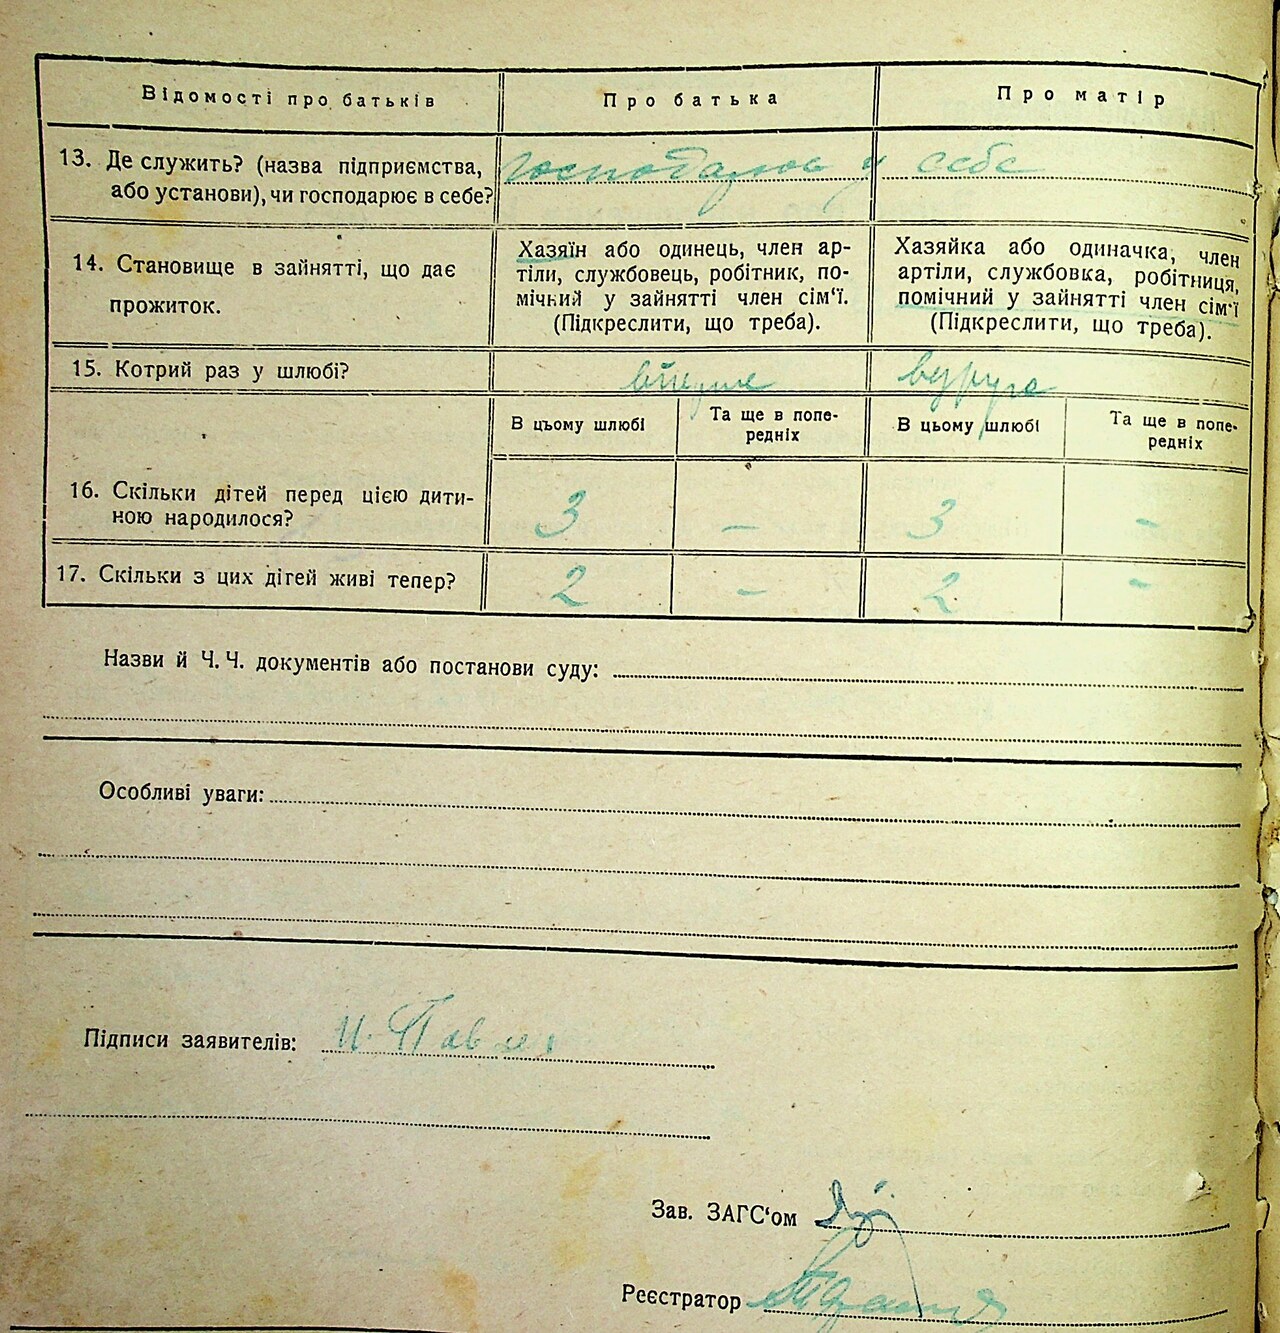 Відомості про батьків Про батька Про матір
13. Де служить? (назва підприємства,
або установи), чи господарює в себе?
господарює у себе
14. Становище в зайнятті, що дає
прожиток.
Хазяїн або одинець, член ар-
тіли, службовець, робітник, по-
мічний у зайнятті член сім'ї.
(Підкреслити, що треба).
Хазяйка або одиначка, член
артіли, службовка, робітниця,
помічний у зайнятті член сім'ї
(Підкреслити, що треба).
15. Котрий раз у шлюбі? вперше вдруге
В цьому шлюбі Та ще в попе-
редніх
В цьому шлюбі Та ще в попе-
редніх
16. Скільки дітей перед цією дити-
ною народилося?
3 – 3 –
17. Скільки з цих дігей живі тепер? 2 – 2 –
Назви й Ч. Ч. документів або постанови суду:
Особливі уваги:
Підписи заявителів:
Зав. ЗАГС'ом
Реєстратор